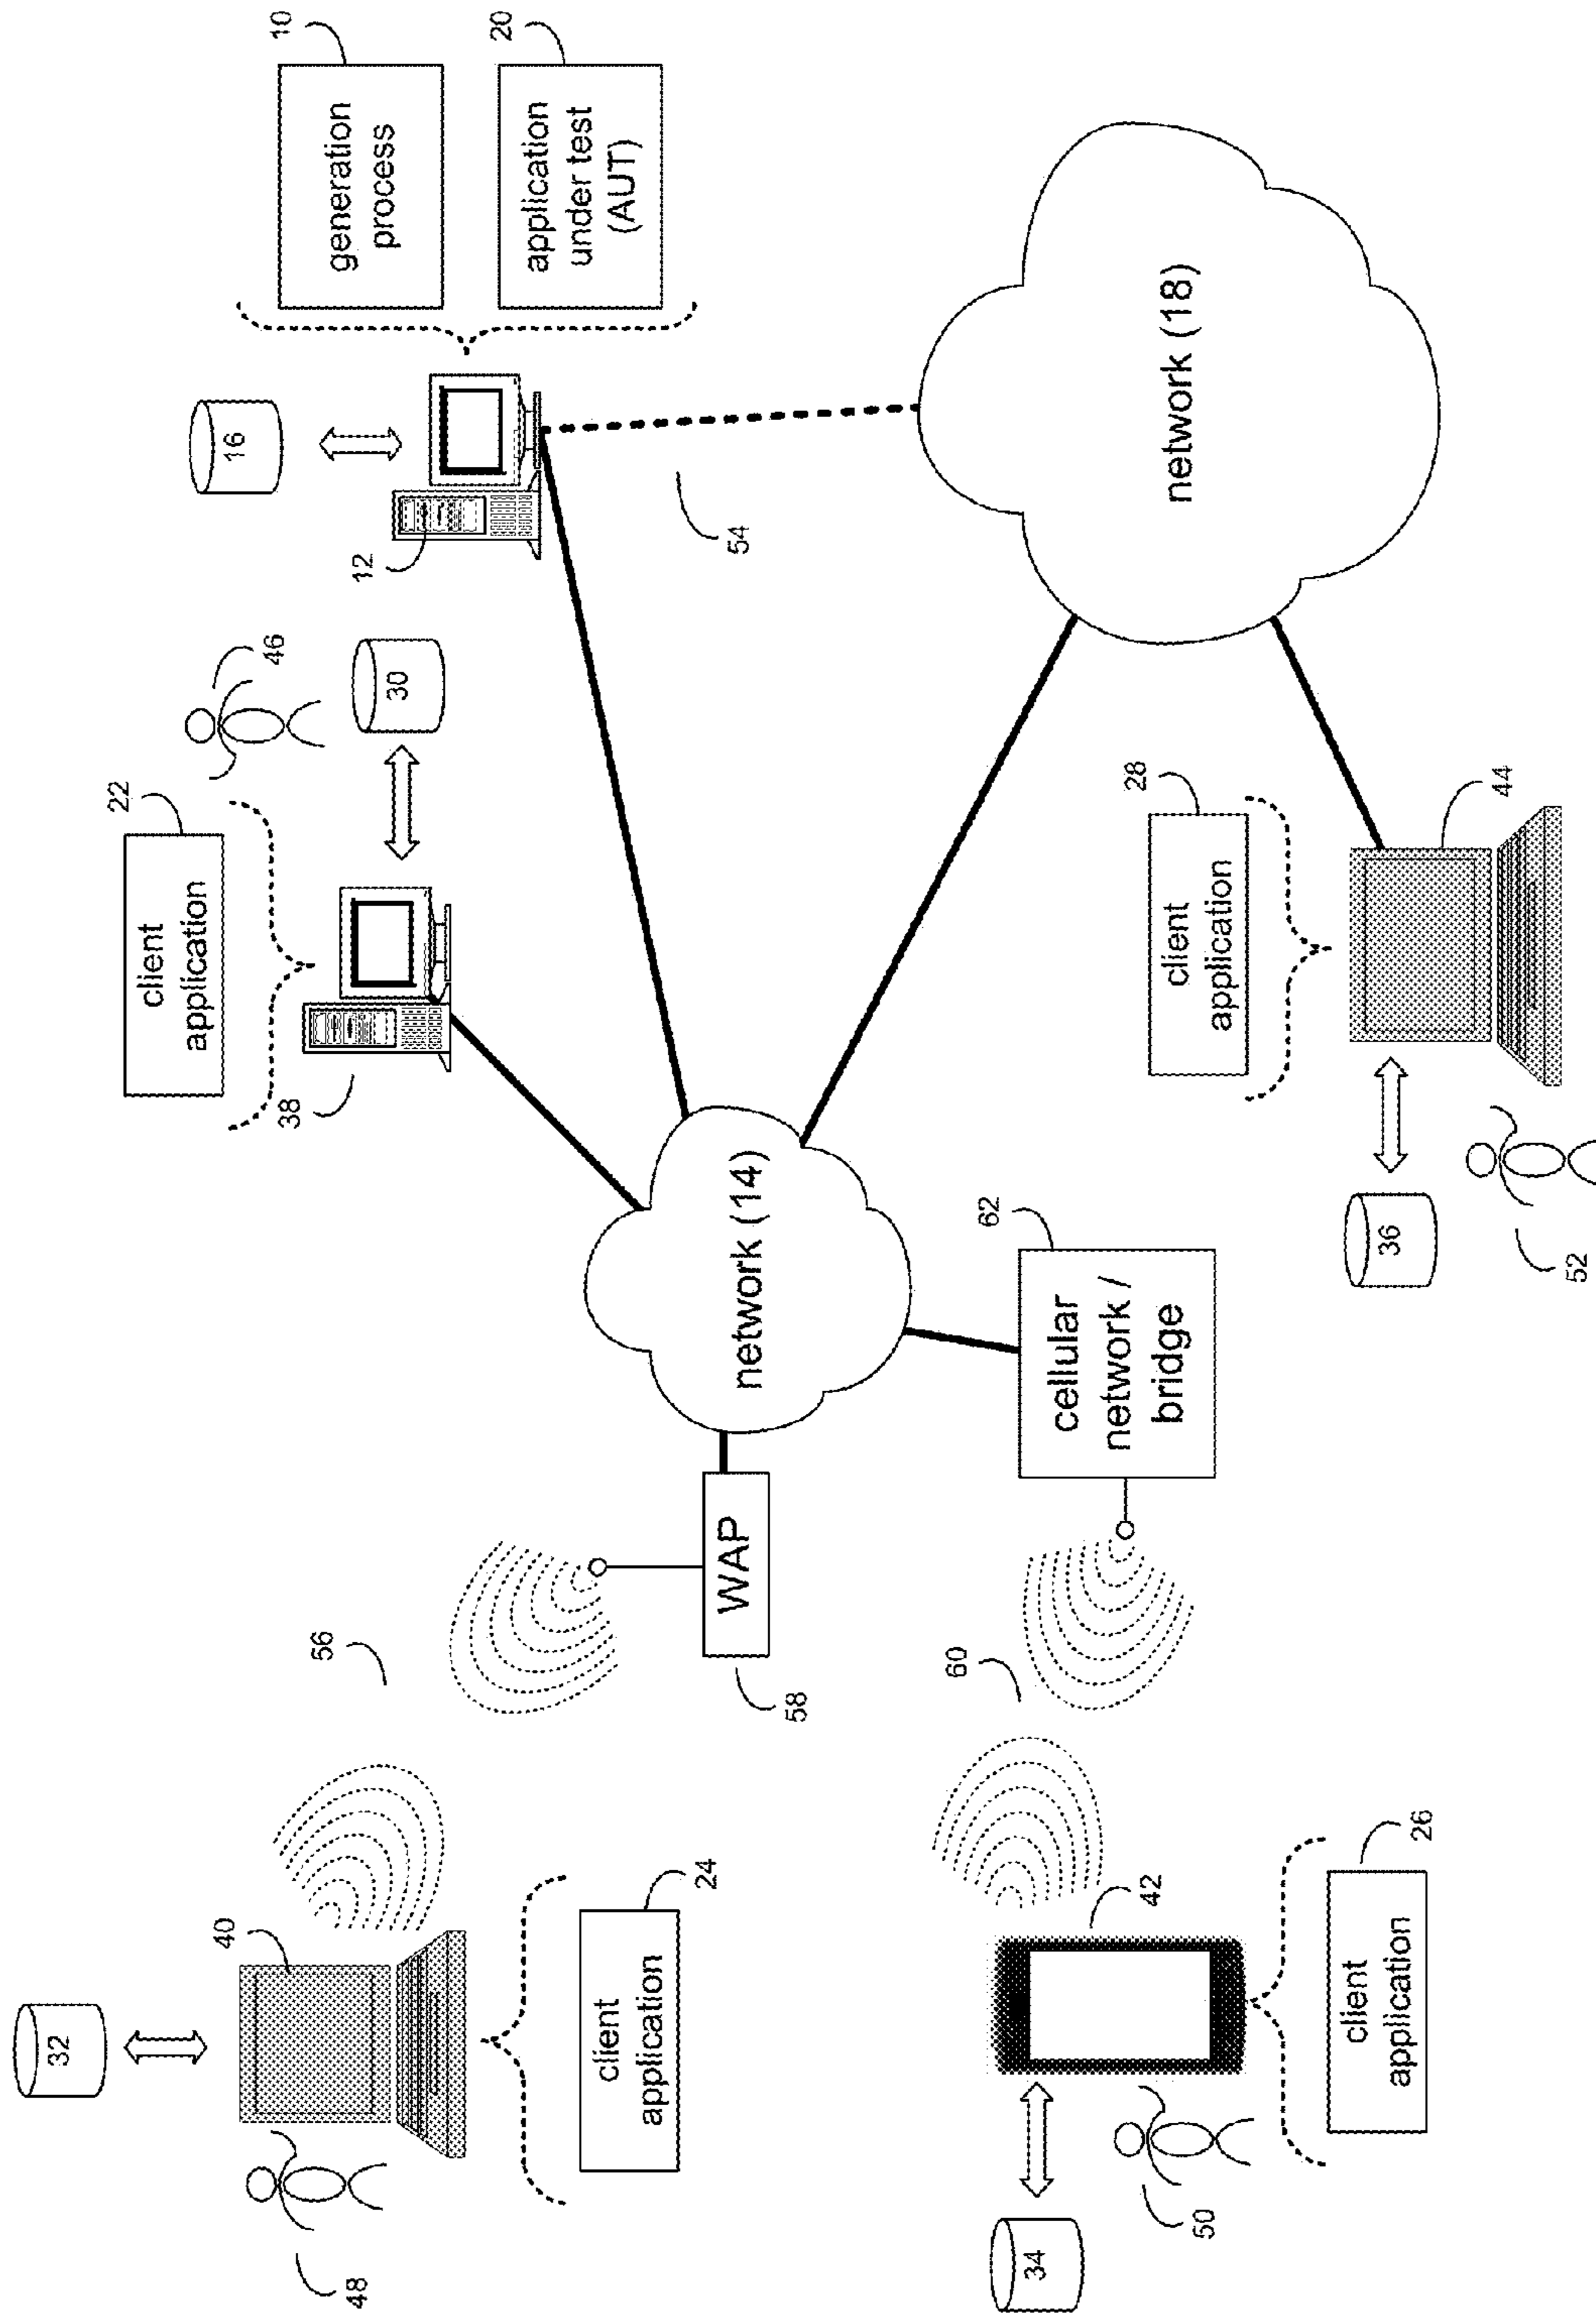 32
22
client
application
16
40
46
10
38
56
48
generation
process
12
30
20
application
under test
(AUT)
client
application
24
54
WAP
network (14)
58
60
62
34
cellular
network /
bridge
28
42
client
application
network (18)
50
36
client
application
26
44
52